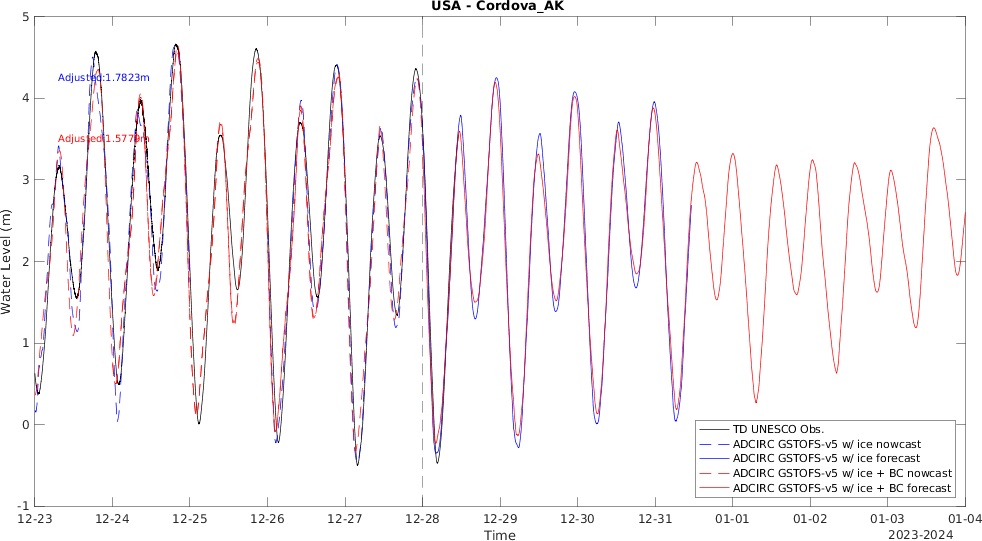 USA - Cordova_AK
5
4
3
2
1
0
-1
Water Level (m)
Adjusted:1.7823m
Adjusted:1.5779m
TD UNESCO Obs.
ADCIRC GSTOFS-v5 w/ ice nowcast
ADCIRC GSTOFS-v5 w/ ice forecast
ADCIRC GSTOFS-v5 w/ ice + BC nowcast
ADCIRC GSTOFS-v5 w/ ice + BC forecast
12-23 12-24 12-25 12-26 12-27 12-28 12-29 12-30 12-31 01-01 01-02 01-03 01-04
Time
2023-2024